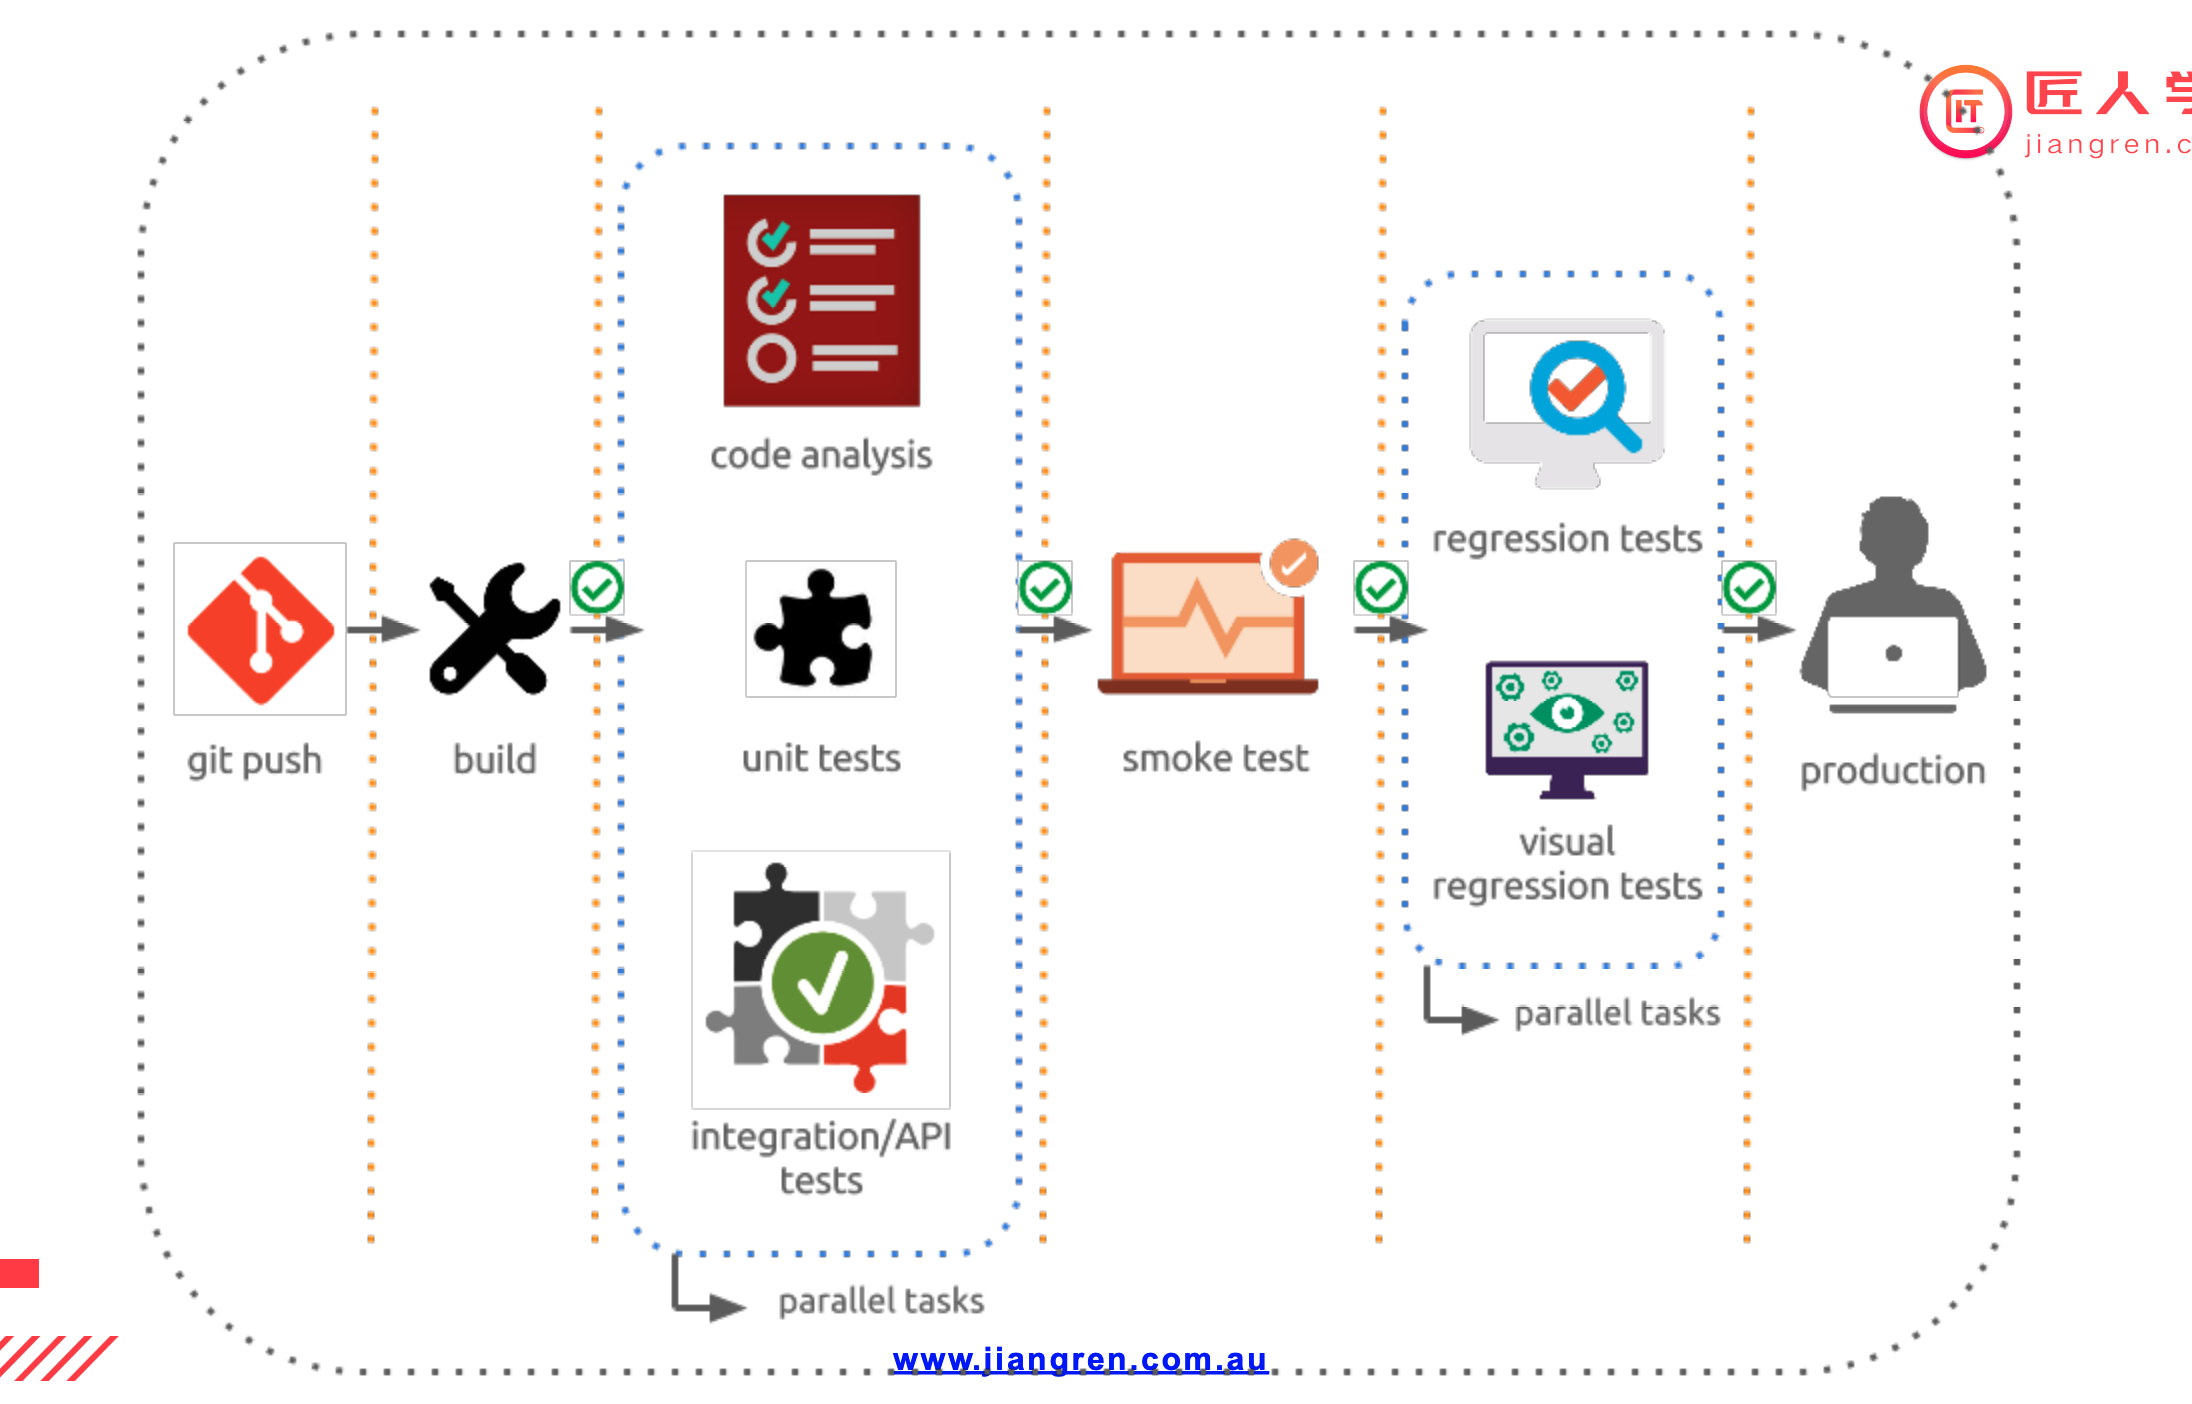 匠人学
jiangren.c
code analysis
regression tests
git push
build
unit tests
smoke test
visual
regression tests
production
integration/API
tests
parallel tasks
parallel tasks
www.jiangren.com.au